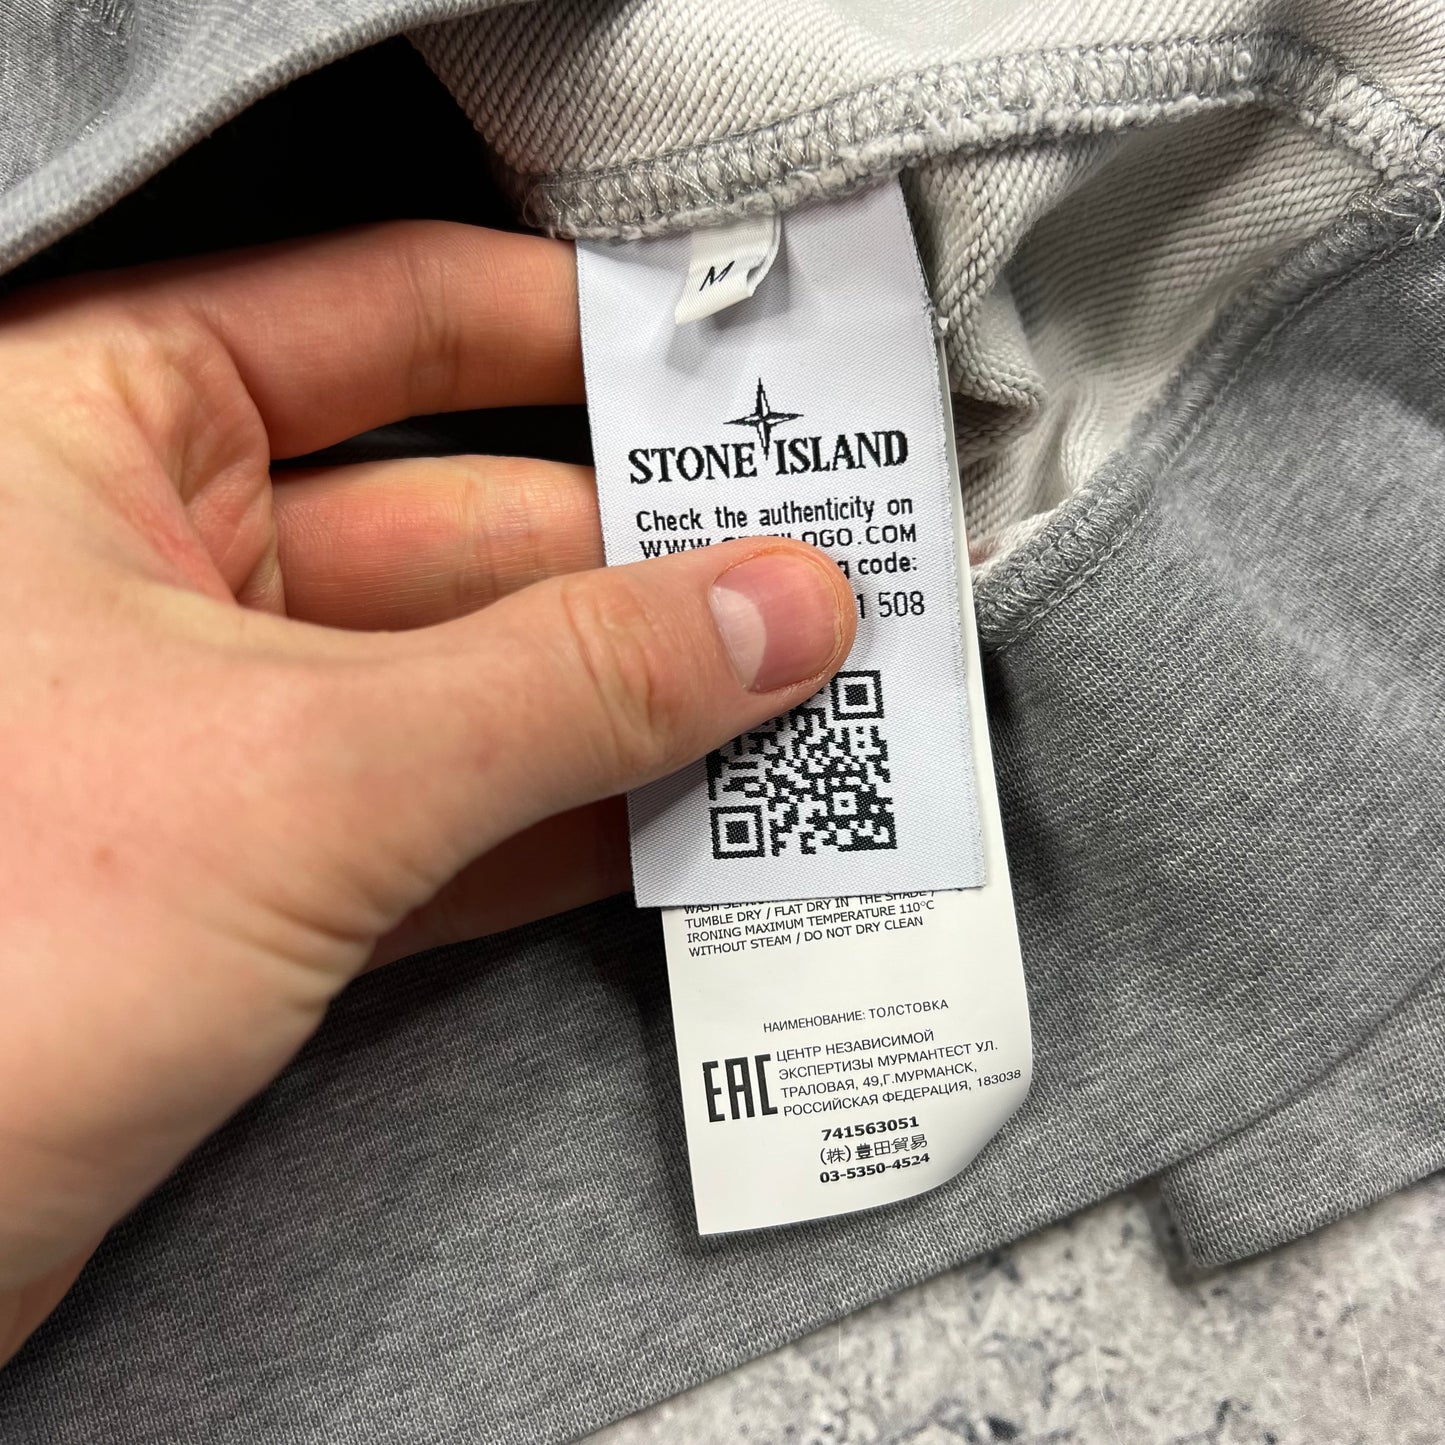 M
STONE ISLAND
Check the authenticity on
WWW. LOGO.COM
code:
1 508
TUMBLE DRY / FLAT DRY IN THE SHADE /
IRONING MAXIMUM TEMPERATURE 110°C
WITHOUT STEAM / DO NOT DRY CLEAN
НАИМЕНОВАНИЕ: ТОЛСТОВКА
EAC
ЦЕНТР НЕЗАВИСИМОЙ
ЭКСПЕРТИЗЫ МУРМАНТЕСТ УЛ.
ТРАЛОВАЯ, 49,Г.МУРМАНСК,
РОССИЙСКАЯ ФЕДЕРАЦИЯ, 183038
741563051
(株) 豊田貿易
03-5350-4524